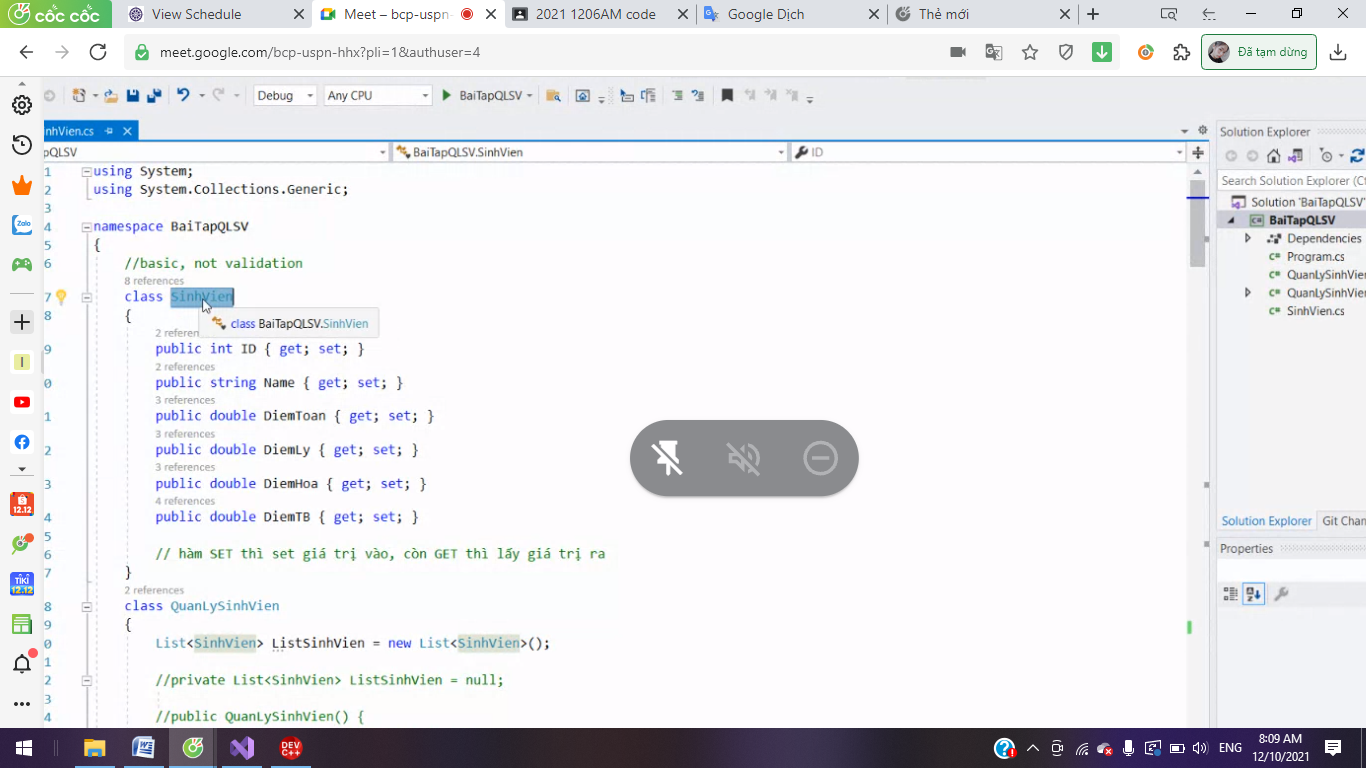 cốc cốc
View Schedule
Meet – bcp-uspn-
2021 1206AM code
Google Dịch
Thẻ mới
meet.google.com/bcp-uspn-hhx?pli=1&authuser=4
Đã tạm dừng
Debug
Any CPU
BaiTapQLSV
nhVien.cs
pQLSV
BaiTapQLSV.SinhVien
ID
1 using System;
2 using System.Collections.Generic;
3
4 namespace BaiTapQLSV
5 {
6 //basic, not validation
8 references
7 class SinhVien
8 {
class BaiTapQLSV.SinhVien
2 referen
9 public int ID { get; set; }
2 references
0 public string Name { get; set; }
3 references
1 public double DiemToan { get; set; }
3 references
2 public double DiemLy { get; set; }
3 references
3 public double DiemHoa { get; set; }
4 references
4 public double DiemTB { get; set; }
5
6 // hàm SET thì set giá trị vào, còn GET thì lấy giá trị ra
7 }
2 references
8 class QuanLySinhVien
9 {
0 List<SinhVien> ListSinhVien = new List<SinhVien>();
1
2 //private List<SinhVien> ListSinhVien = null;
3
4 //public QuanLySinhVien() {
Solution Explorer
Search Solution Explorer (Ct
Solution 'BaiTapQLSV'
BaiTapQLSV
Dependencies
Program.cs
QuanLySinhVie
QuanLySinhVie
SinhVien.cs
Solution Explorer
Git Chan
Properties
Zalo
12.12
TIKI
12.12
DEV
C++
ENG
8:09 AM
12/10/2021